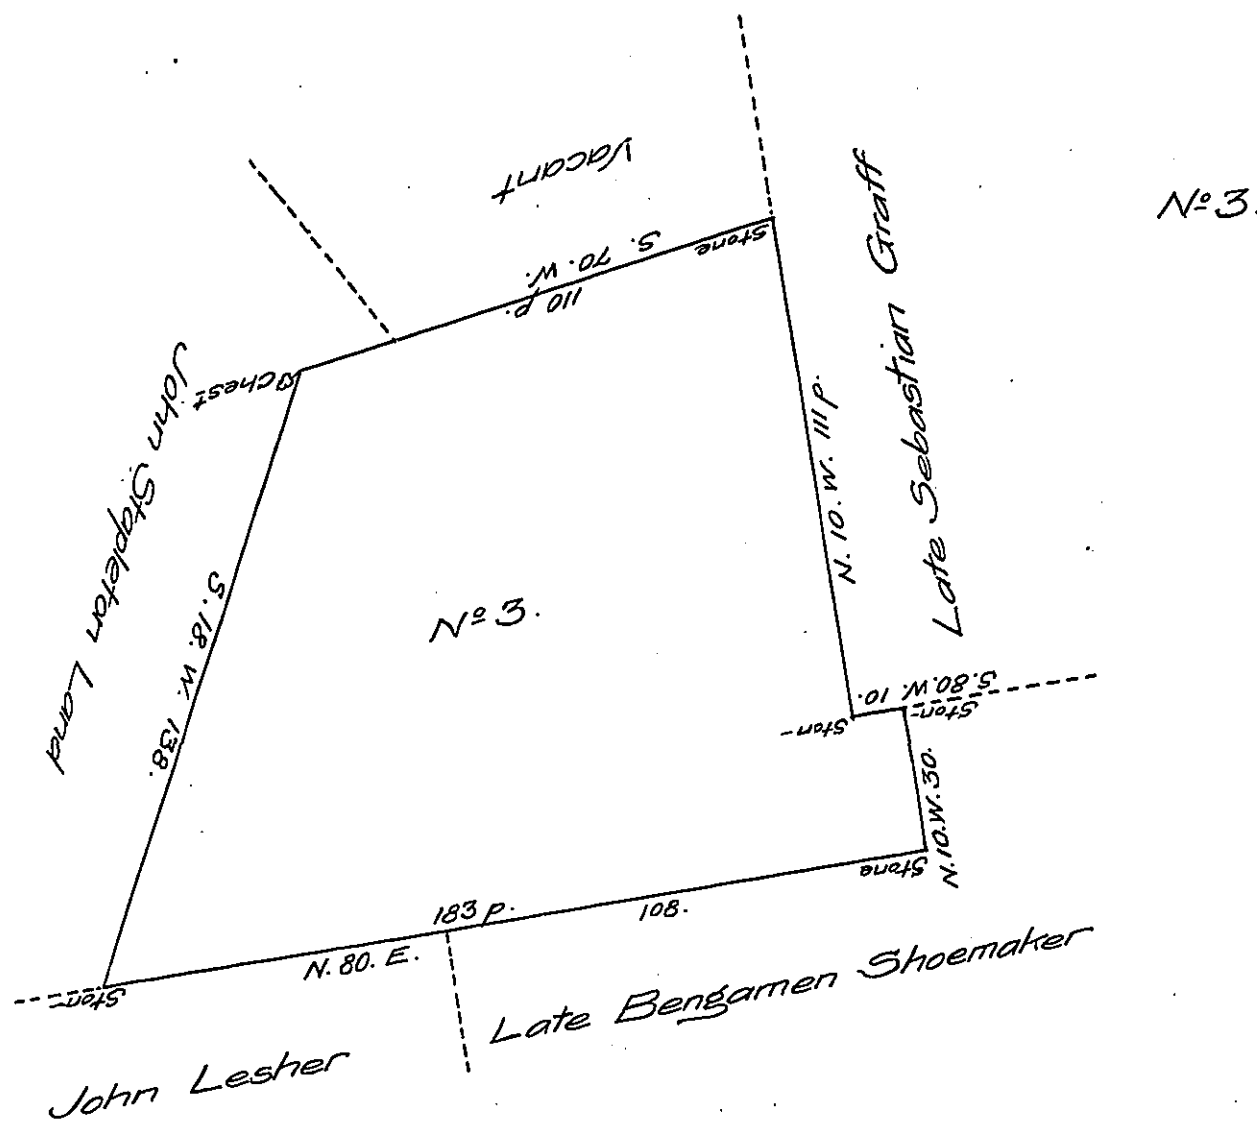 Vacant
Nº 3.
Late Sebastian Graff
S. 70. W.
110 p.
Stone
Chest
John Stapleton Land
S. 18. W. 138.
N. 10. W. 111 p.
Nº 3.
S. 80. W. 10.
Ston-
Ston-
N. 10. W. 30.
Stone
183 p.
108.
N. 80. E.
Ston-
Late Bengamen Shoemaker
John Lesher